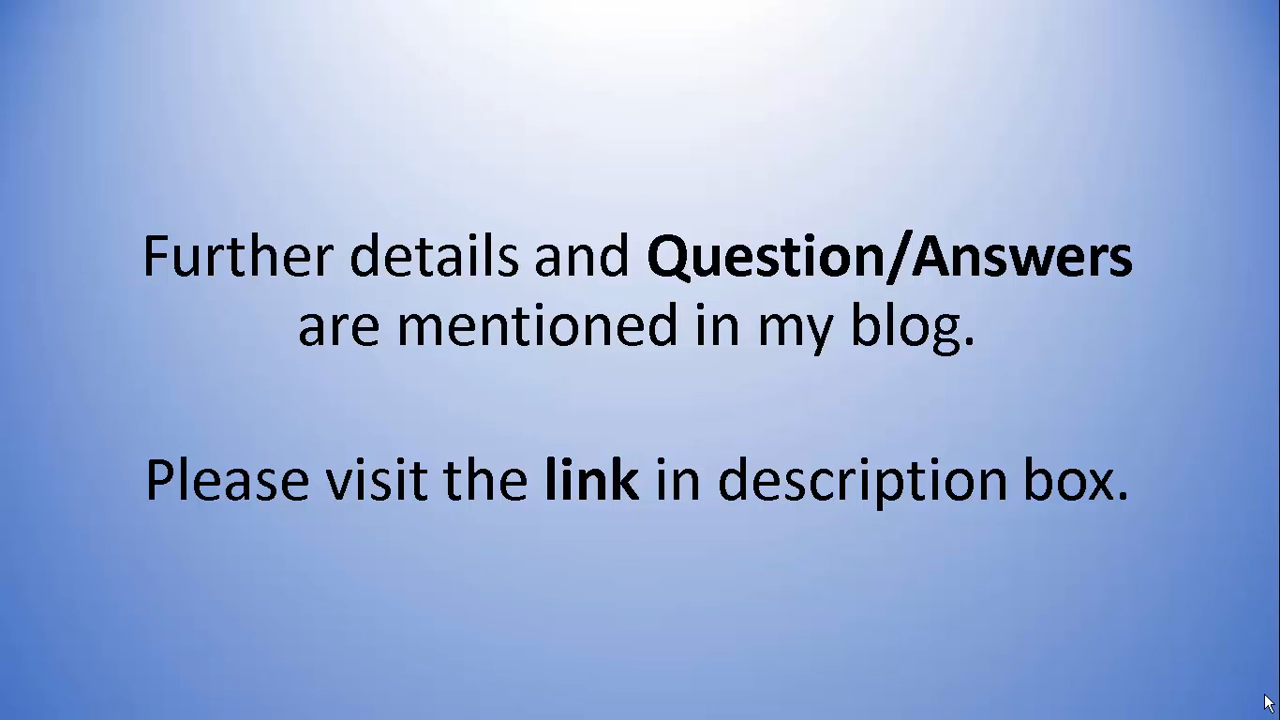 Further details and Question/Answers
are mentioned in my blog.
Please visit the link in description box.